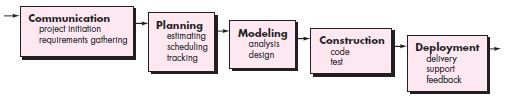 Communication
project initiation
requirements gathering
Planning
estimating
scheduling
tracking
Modeling
analysis
design
Construction
code
test
Deployment
delivery
support
feedback